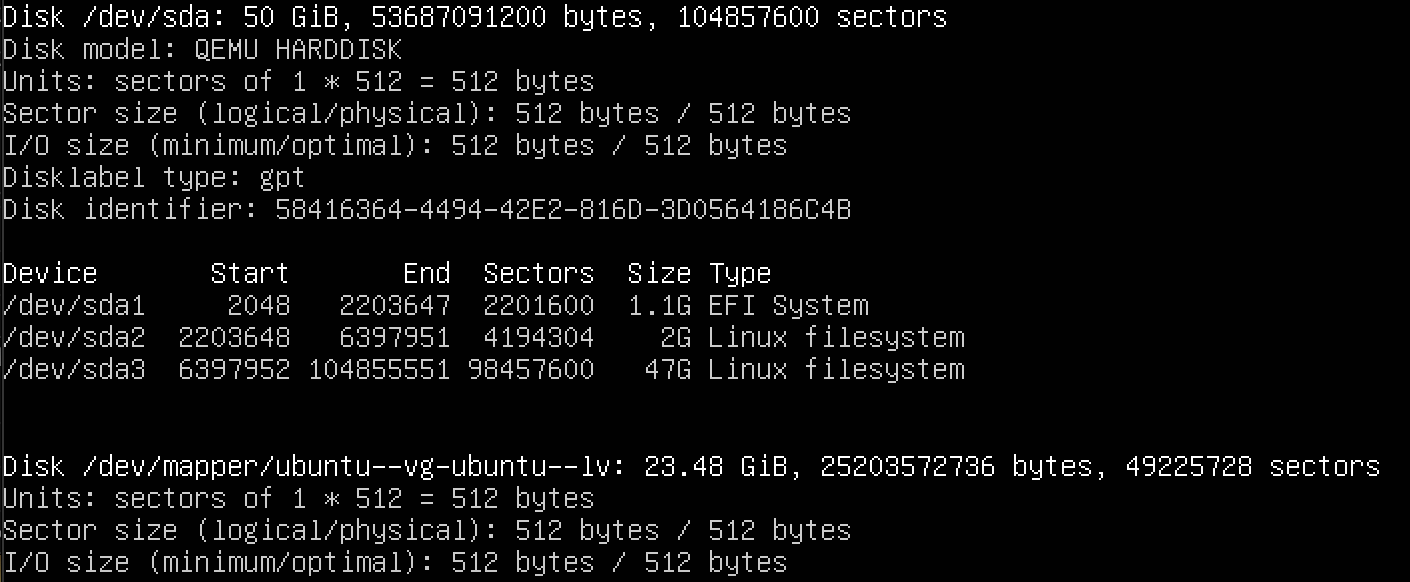 Disk /dev/sda: 50 GiB, 53687091200 bytes, 104857600 sectors
Disk model: QEMU HARDDISK
Units: sectors of 1 * 512 = 512 bytes
Sector size (logical/physical): 512 bytes / 512 bytes
I/O size (minimum/optimal): 512 bytes / 512 bytes
Disklabel type: gpt
Disk identifier: 58416364-4494-42E2-816D-3D0564186C4B
Device Start End Sectors Size Type
/dev/sda1 2048 2203647 2201600 1.1G EFI System
/dev/sda2 2203648 6397951 4194304 2G Linux filesystem
/dev/sda3 6397952 104855551 98457600 47G Linux filesystem
Disk /dev/mapper/ubuntu--vg-ubuntu--lv: 23.48 GiB, 25203572736 bytes, 49225728 sectors
Units: sectors of 1 * 512 = 512 bytes
Sector size (logical/physical): 512 bytes / 512 bytes
I/O size (minimum/optimal): 512 bytes / 512 bytes